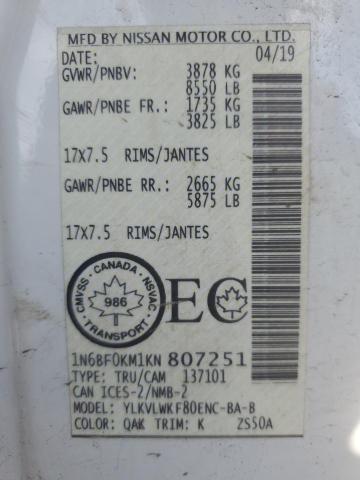 MFD BY NISSAN MOTOR CO., LTD.
DATE: 04/19
GVWR/PNBV: 3878 KG
8550 LB
GAWR/PNBE FR.: 1735 KG
3825 LB
17X7.5 RIMS/JANTES
GAWR/PNBE RR.: 2665 KG
5875 LB
17X7.5 RIMS/JANTES
CMVSS - CANADA - NSVAC
986
TRANSPORT
EC
1N6BF0KM1KN 807251
TYPE: TRU/CAM 137101
CAN ICES-2/NMB-2
MODEL: YLKVLWKF80ENC-BA-B
COLOR: QAK TRIM: K ZS50A